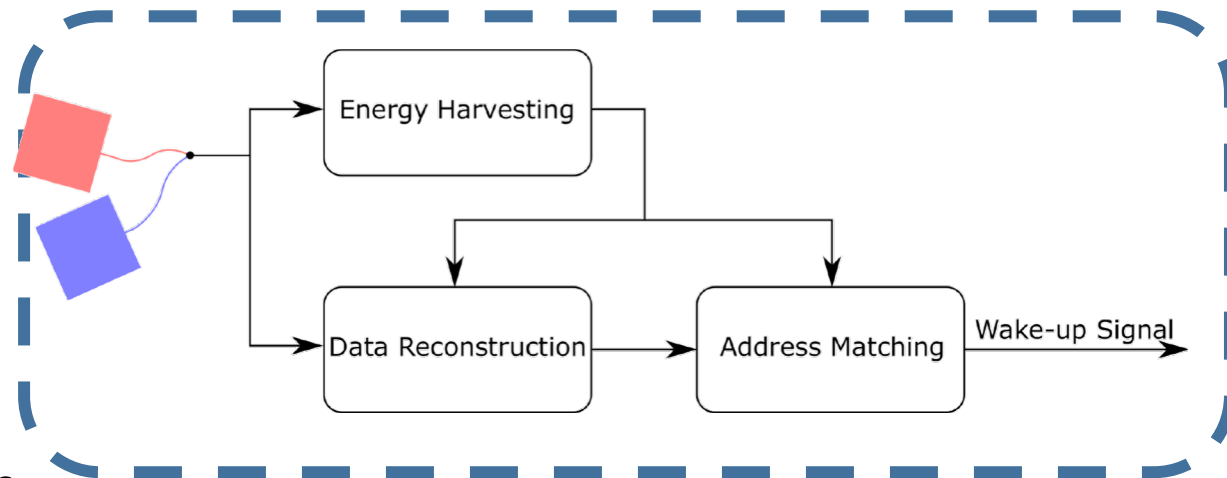 Energy Harvesting
Data Reconstruction
Address Matching
Wake-up Signal